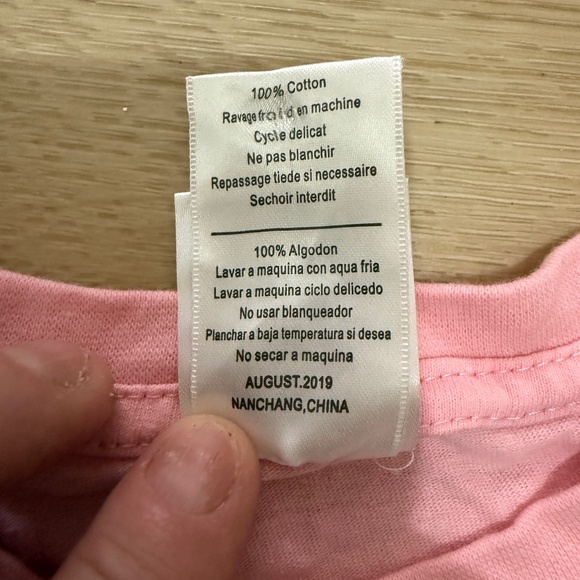 100% Cotton
Ravage froid en machine
Cycle delicat
Ne pas blanchir
Repassage tiede si necessaire
Sechoir interdit
100% Algodon
Lavar a maquina con aqua fria
Lavar a maquina ciclo delicedo
No usar blanqueador
Planchar a baja temperatura si desea
No secar a maquina
AUGUST.2019
NANCHANG,CHINA